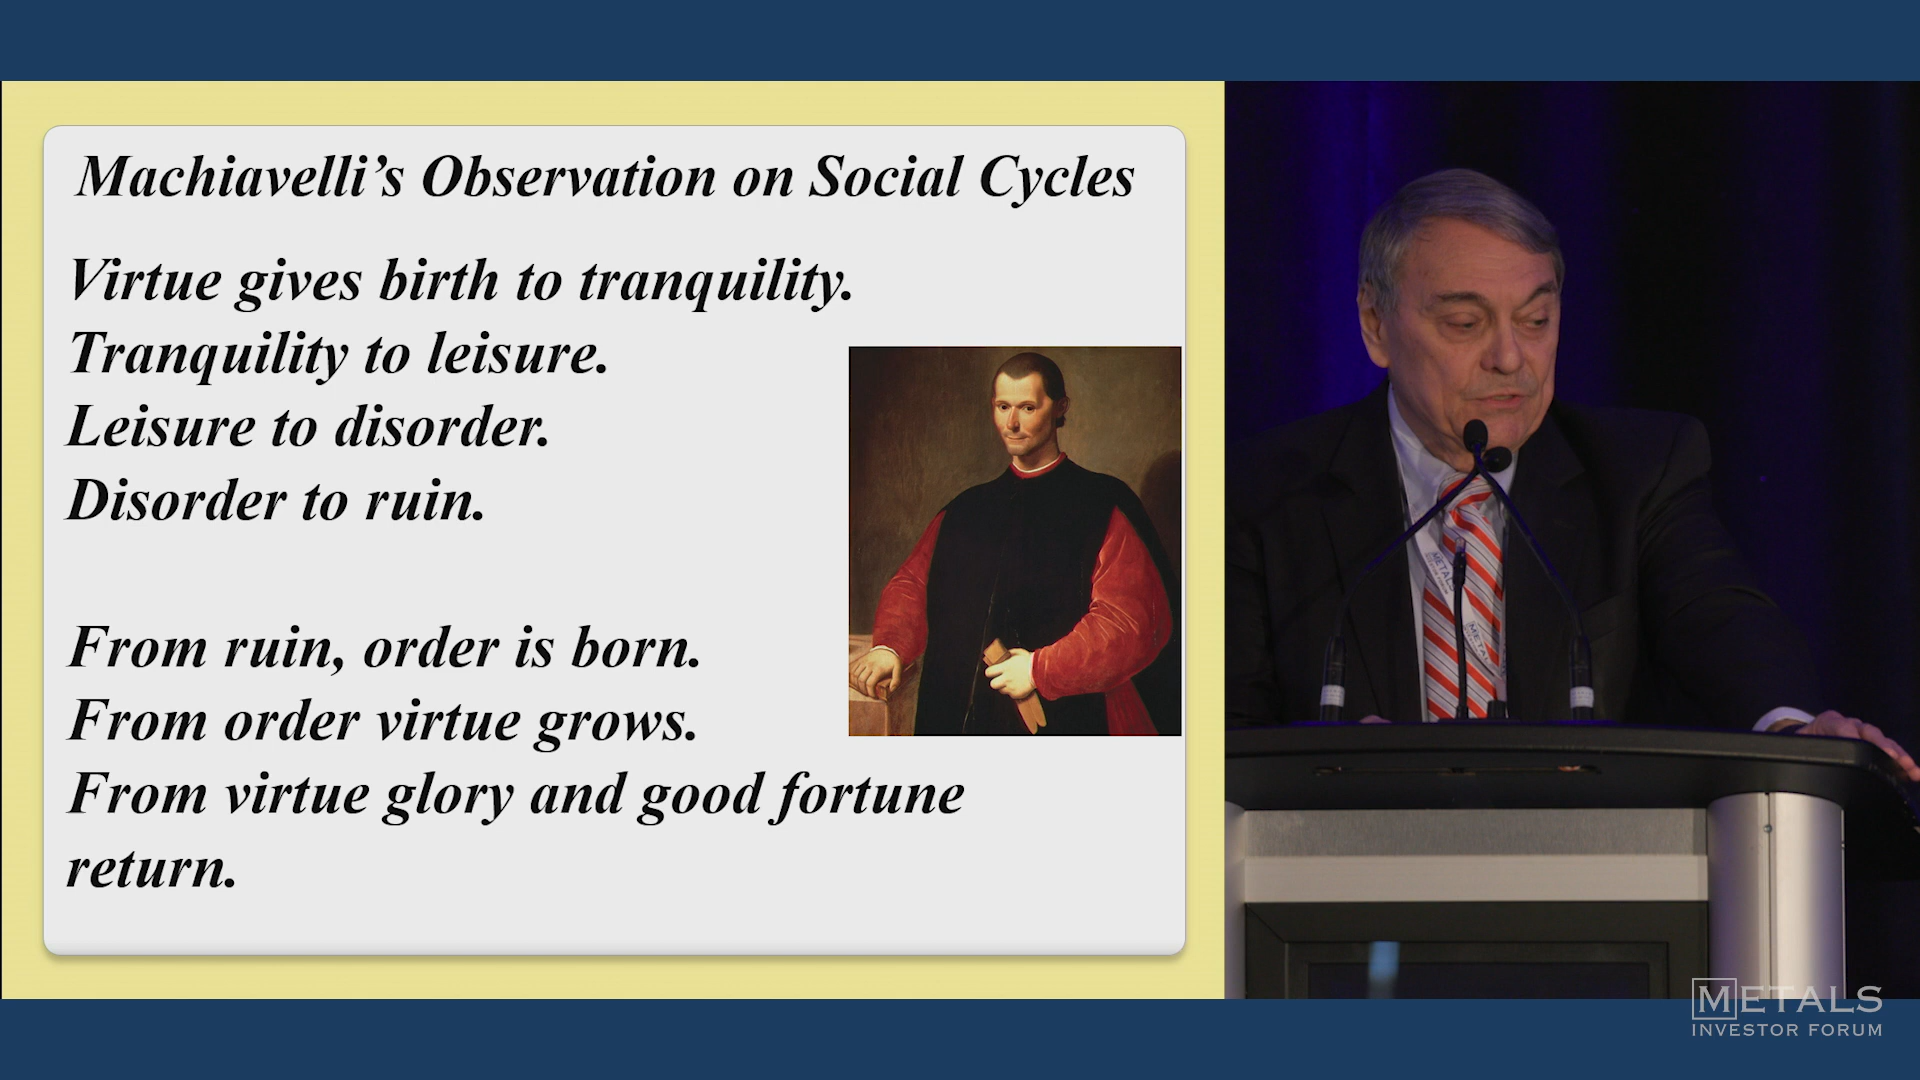 Machiavelli’s Observation on Social Cycles
Virtue gives birth to tranquility.
Tranquility to leisure.
Leisure to disorder.
Disorder to ruin.
From ruin, order is born.
From order virtue grows.
From virtue glory and good fortune
return.
METALS
METALS
METALS
INVESTOR FORUM